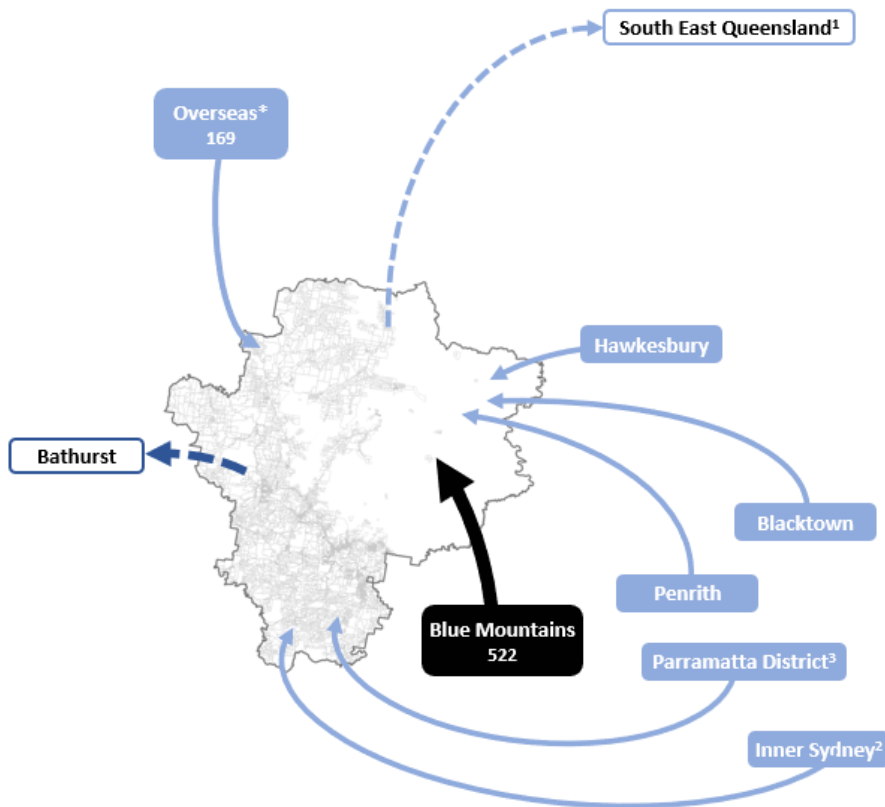 South East Queensland¹
Overseas*
169
Hawkesbury
Bathurst
Blacktown
Penrith
Blue Mountains
522
Parramatta District³
Inner Sydney²